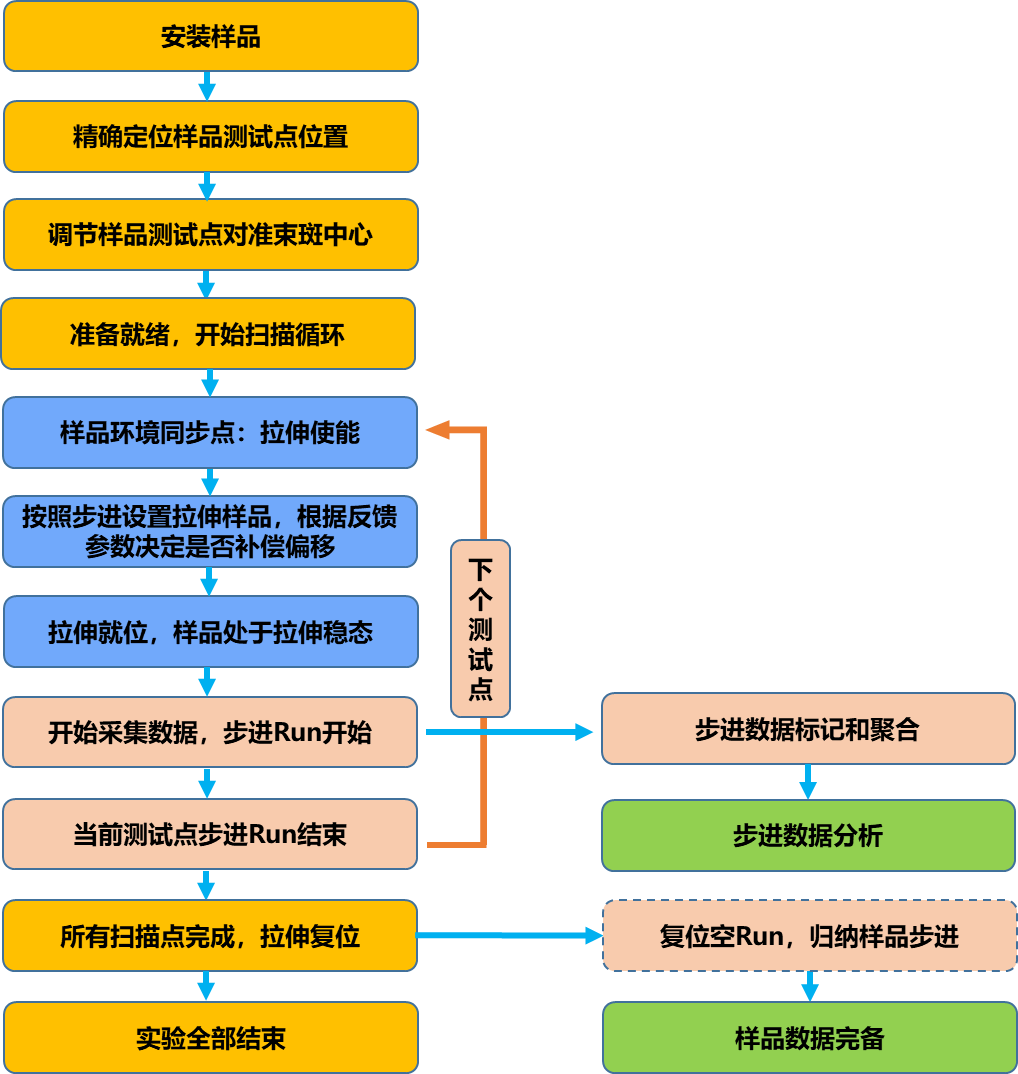 安装样品
精确定位样品测试点位置
调节样品测试点对准束斑中心
准备就绪，开始扫描循环
样品环境同步点：拉伸使能
按照步进设置拉伸样品，根据反馈
参数决定是否补偿偏移
拉伸就位，样品处于拉伸稳态
下个测试点
开始采集数据，步进Run开始
步进数据标记和聚合
当前测试点步进Run结束
步进数据分析
所有扫描点完成，拉伸复位
复位空Run，归纳样品步进
实验全部结束
样品数据完备